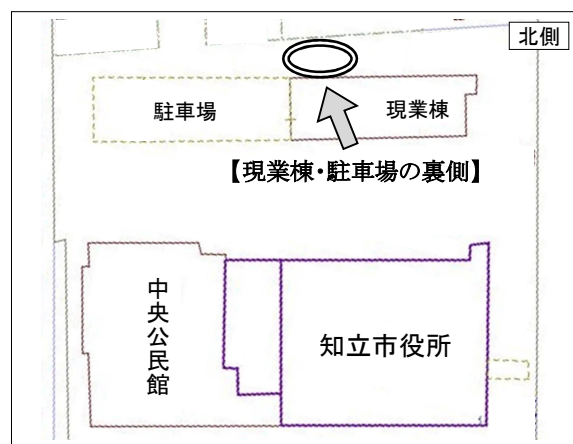 北側
駐車場
現業棟
【現業棟・駐車場の裏側】
中央公民館
知立市役所